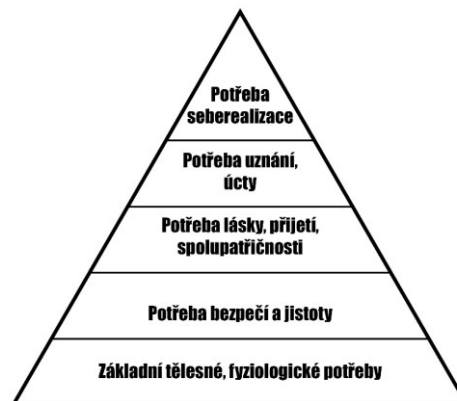 Potřeba
seberealizace
Potřeba uznání,
úcty
Potřeba lásky, přijetí,
spolupatřičnosti
Potřeba bezpečí a jistoty
Základní tělesné, fyziologické potřeby